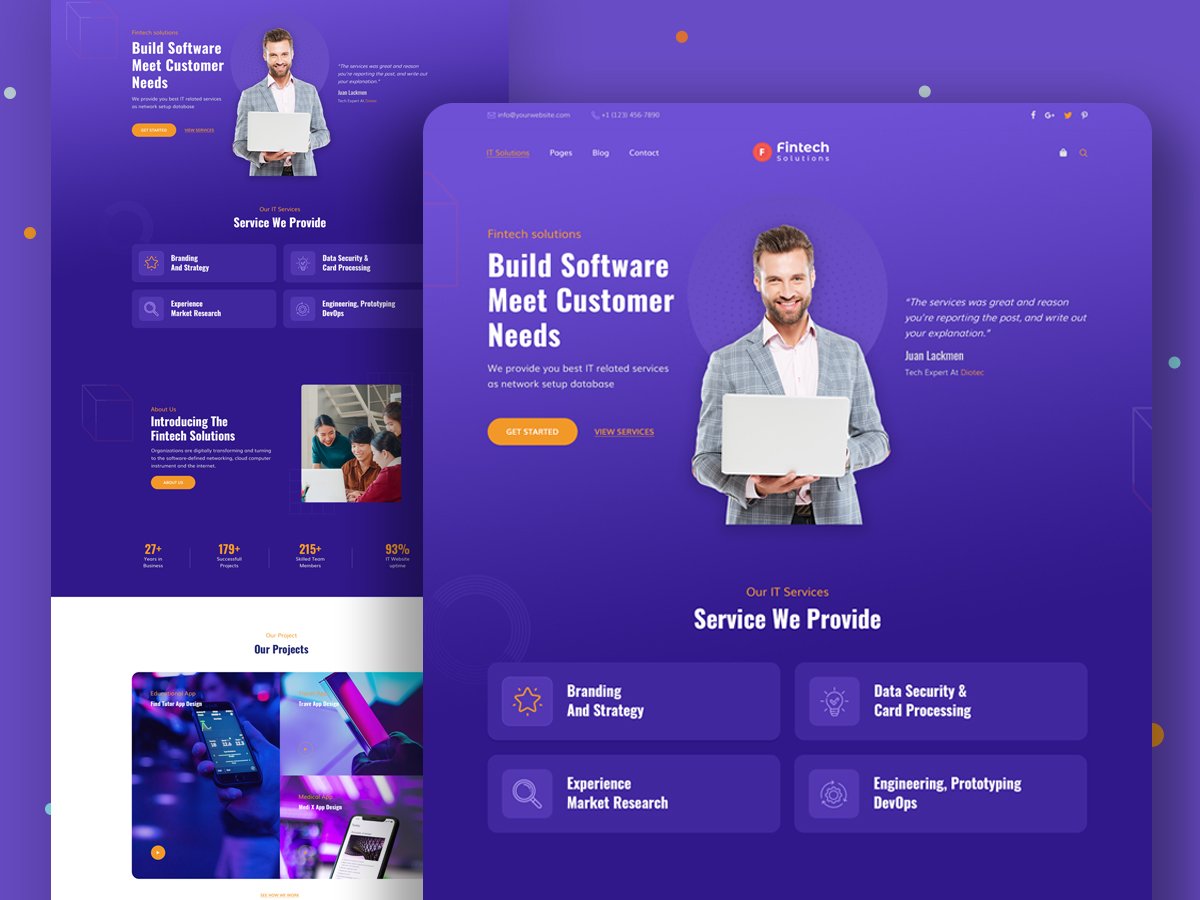 Fintech solutions
Build Software
Meet Customer
Needs
We provide you best IT related services
as network setup database
GET STARTED
VIEW SERVICES
"The services was great and reason
you're reporting the post, and write out
your explanation."
Juan Lackmen
Tech Expert At Diotec
Our IT Services
Service We Provide
Branding
And Strategy
Data Security &
Card Processing
Experience
Market Research
Engineering, Prototyping
DevOps
About Us
Introducing The
Fintech Solutions
Organizations are digitally transforming and turning
to the software-defined networking, cloud computer
instrument and the internet.
ABOUT US
27+
Years in
Business
179+
Successfull
Projects
215+
Skilled Team
Members
93%
IT Website
uptime
Our Project
Our Projects
Educational App
Find Tutor App Design
Travel App
Trave App Design
Medical App
Medi X App Design
SEE HOW WE WORK
info@yourwebsite.com
+1 (123) 456-7890
IT Solutions
Pages
Blog
Contact
F
Fintech
Solutions
Fintech solutions
Build Software
Meet Customer
Needs
We provide you best IT related services
as network setup database
GET STARTED
VIEW SERVICES
"The services was great and reason
you're reporting the post, and write out
your explanation."
Juan Lackmen
Tech Expert At Diotec
Our IT Services
Service We Provide
Branding
And Strategy
Data Security &
Card Processing
Experience
Market Research
Engineering, Prototyping
DevOps